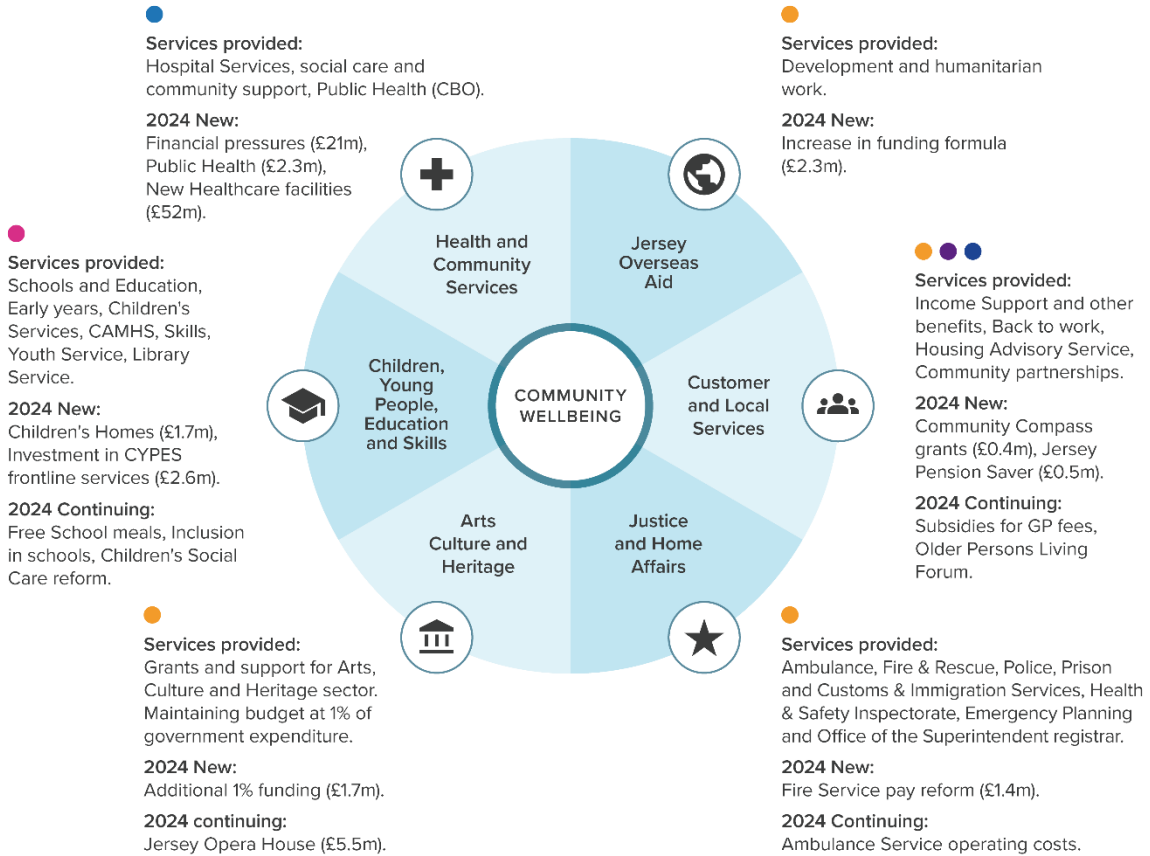 Services provided:
Hospital Services, social care and
community support, Public Health (CBO).
2024 New:
Financial pressures (£21m),
Public Health (£2.3m),
New Healthcare facilities
(£52m).
Services provided:
Development and humanitarian
work.
2024 New:
Increase in funding formula
(£2.3m).
Services provided:
Schools and Education,
Early years, Children's
Services, CAMHS, Skills,
Youth Service, Library
Service.
2024 New:
Children's Homes (£1.7m),
Investment in CYPES
frontline services (£2.6m).
2024 Continuing:
Free School meals, Inclusion
in schools, Children's Social
Care reform.
Health and
Community
Services
Jersey
Overseas
Aid
Children,
Young
People,
Education
and Skills
COMMUNITY
WELLBEING
Customer
and Local
Services
Arts
Culture and
Heritage
Justice
and Home
Affairs
Services provided:
Income Support and other
benefits, Back to work,
Housing Advisory Service,
Community partnerships.
2024 New:
Community Compass
grants (£0.4m), Jersey
Pension Saver (£0.5m).
2024 Continuing:
Subsidies for GP fees,
Older Persons Living
Forum.
Services provided:
Grants and support for Arts,
Culture and Heritage sector.
Maintaining budget at 1% of
government expenditure.
2024 New:
Additional 1% funding (£1.7m).
2024 continuing:
Jersey Opera House (£5.5m).
Services provided:
Ambulance, Fire & Rescue, Police, Prison
and Customs & Immigration Services, Health
& Safety Inspectorate, Emergency Planning
and Office of the Superintendent registrar.
2024 New:
Fire Service pay reform (£1.4m).
2024 Continuing:
Ambulance Service operating costs.